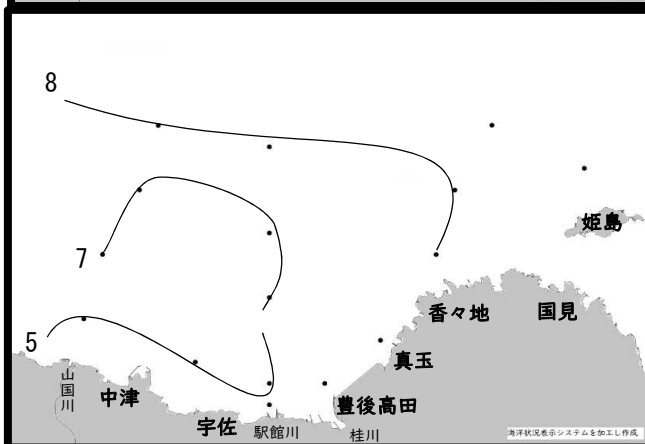 8
姫島
7
香々地
国見
5
真玉
山国川
中津
豊後高田
宇佐
駅館川
桂川
海洋状況表示システムを加工し作成